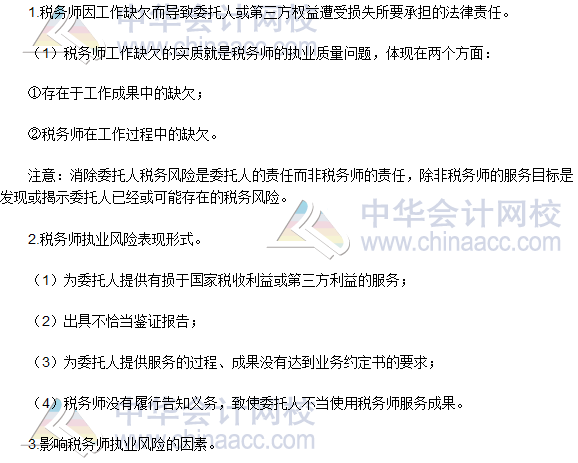 1.税务师因工作缺欠而导致委托人或第三方权益遭受损失所要承担的法律责任。
（1）税务师工作缺欠的实质就是税务师的执业质量问题，体现在两个方面：
①存在于工作成果中的缺欠；
②税务师在工作过程中的缺欠。
注意：消除委托人税务风险是委托人的责任而非税务师的责任，除非税务师的服务目标是
发现或揭示委托人已经或可能存在的税务风险。
中华会计网校
www.chinaacc.com
2.税务师执业风险表现形式。
（1）为委托人提供有损于国家税收利益或第三方利益的服务；
（2）出具不恰当鉴证报告；
（3）为委托人提供服务的过程、成果没有达到业务约定书的要求；
（4）税务师没有履行告知义务，致使委托人不当使用税务师服务成果。
中华会计网校
www.chinaacc.com
3.影响税务师执业风险的因素。